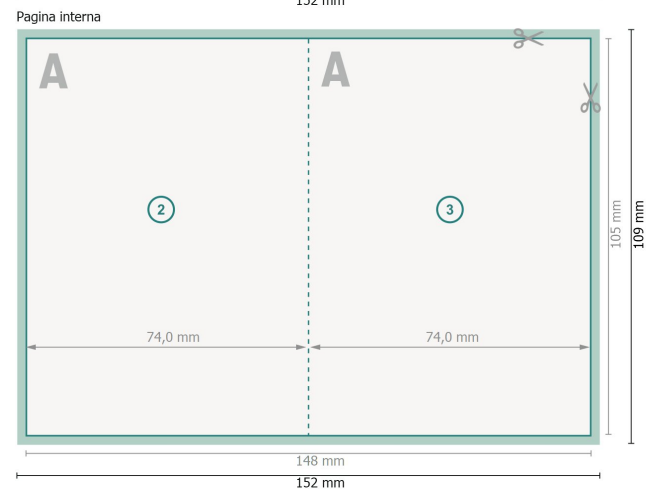 152 mm
Pagina interna
A
A
2
3
105 mm
109 mm
74,0 mm
74,0 mm
148 mm
152 mm